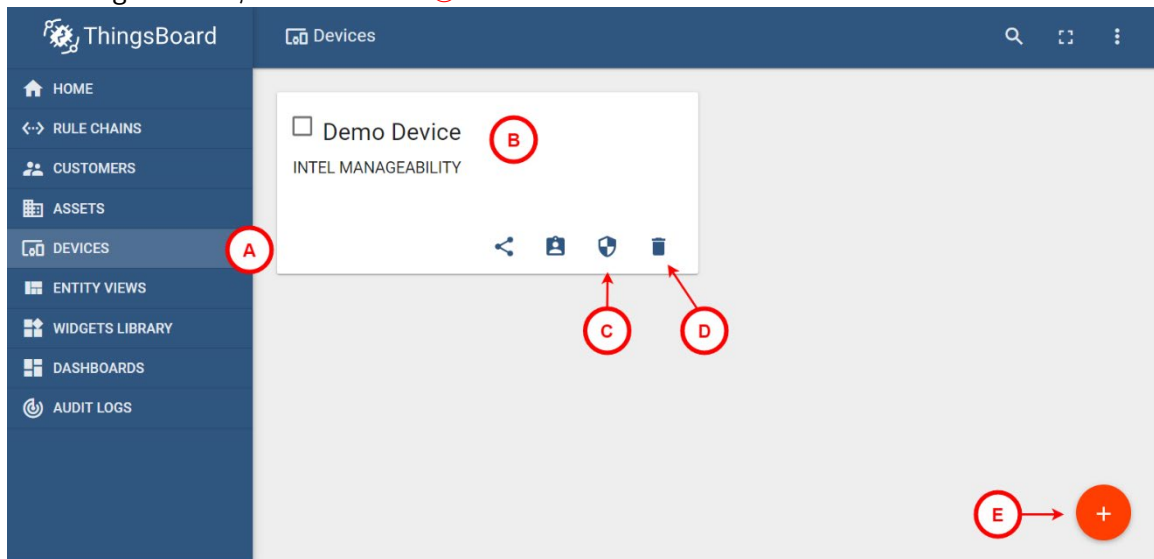 ThingsBoard
Devices
HOME
RULE CHAINS
CUSTOMERS
ASSETS
DEVICES
ENTITY VIEWS
WIDGETS LIBRARY
DASHBOARDS
AUDIT LOGS
A
Demo Device
B
INTEL MANAGEABILITY
C
D
E
+